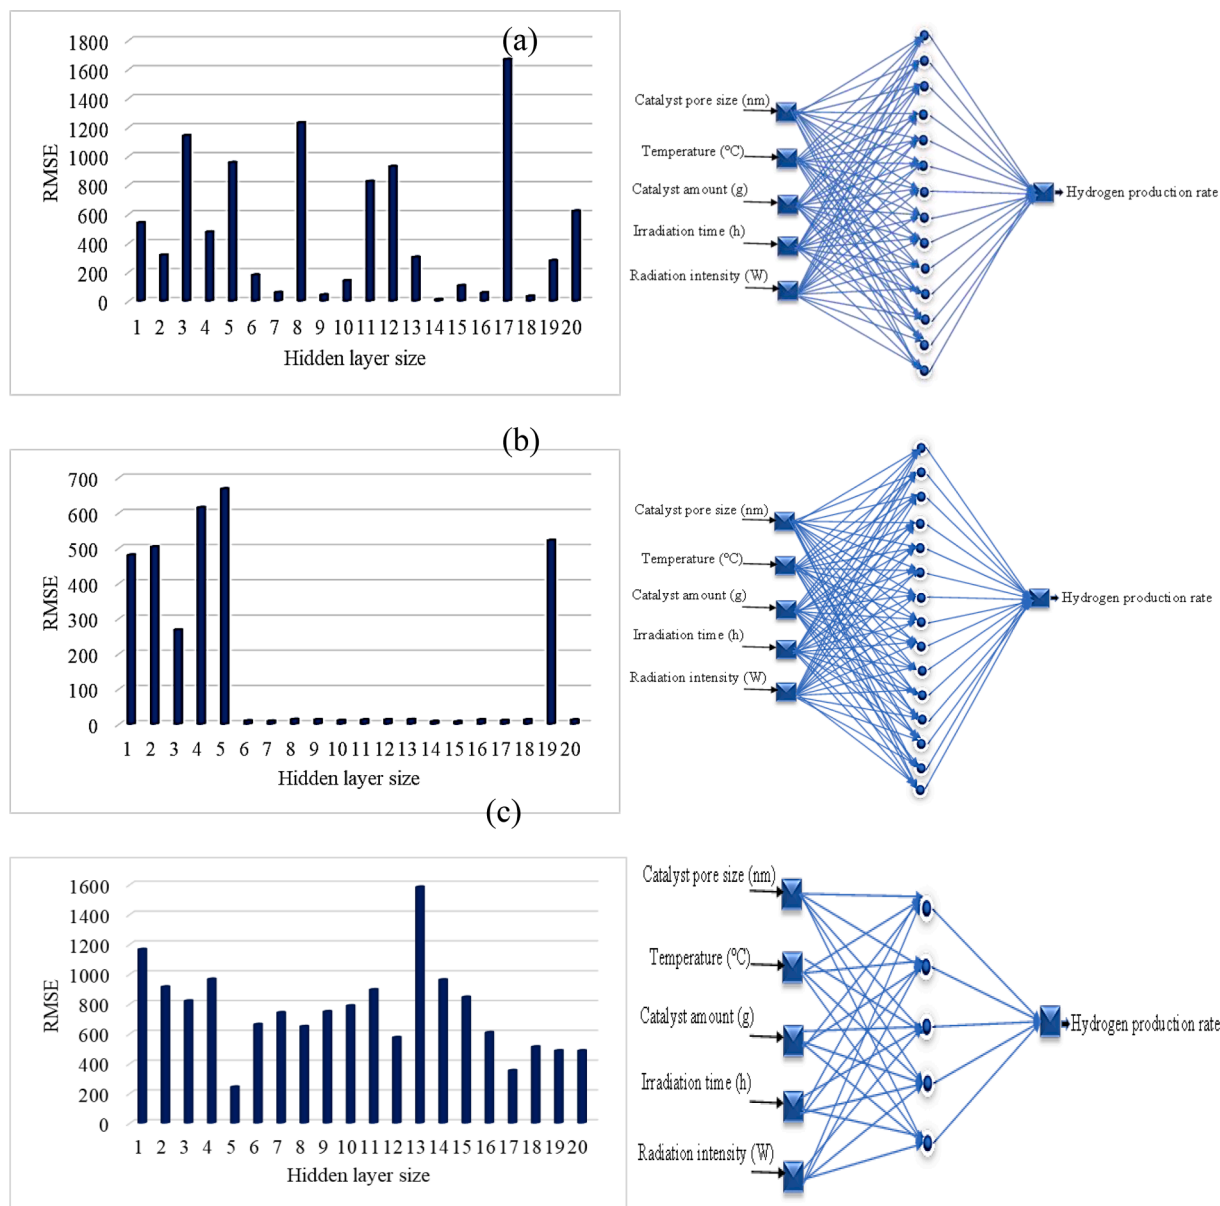 (a)
1800
1600
1400
1200
1000
800
600
400
200
0
RMSE
1 2 3 4 5 6 7 8 9 10 11 12 13 14 15 16 17 18 19 20
Hidden layer size
Catalyst pore size (nm)
Temperature (°C)
Catalyst amount (g)
Irradiation time (h)
Radiation intensity (W)
Hydrogen production rate
(b)
700
600
500
400
300
200
100
0
RMSE
1 2 3 4 5 6 7 8 9 10 11 12 13 14 15 16 17 18 19 20
Hidden layer size
Catalyst pore size (nm)
Temperature (°C)
Catalyst amount (g)
Irradiation time (h)
Radiation intensity (W)
Hydrogen production rate
(c)
1600
1400
1200
1000
800
600
400
200
0
RMSE
1 2 3 4 5 6 7 8 9 10 11 12 13 14 15 16 17 18 19 20
Hidden layer size
Catalyst pore size (nm)
Temperature (°C)
Catalyst amount (g)
Irradiation time (h)
Radiation intensity (W)
Hydrogen production rate